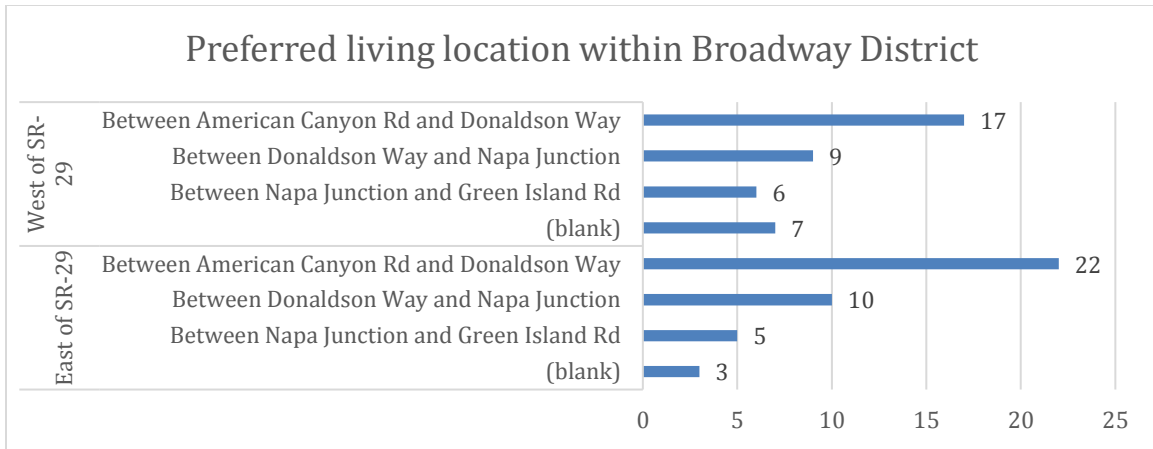 Preferred living location within Broadway District
West of SR-
29
Between American Canyon Rd and Donaldson Way 17
Between Donaldson Way and Napa Junction 9
Between Napa Junction and Green Island Rd 6
(blank) 7
East of SR-29
Between American Canyon Rd and Donaldson Way 22
Between Donaldson Way and Napa Junction 10
Between Napa Junction and Green Island Rd 5
(blank) 3
0 5 10 15 20 25